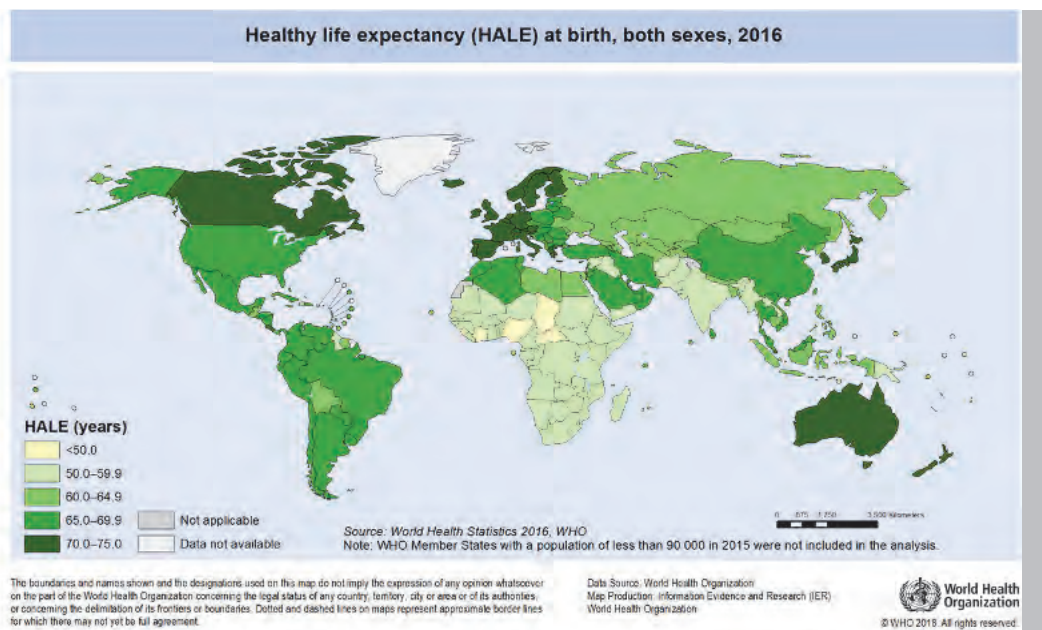 Healthy life expectancy (HALE) at birth, both sexes, 2016
HALE (years)
<50.0
50.0–59.9
60.0–64.9
65.0–69.9
70.0–75.0
Not applicable
Data not available
0 875 1 750 3 500 Kilometers
Source: World Health Statistics 2016, WHO
Note: WHO Member States with a population of less than 90 000 in 2015 were not included in the analysis.
The boundaries and names shown and the designations used on this map do not imply the expression of any opinion whatsoever
on the part of the World Health Organization concerning the legal status of any country, territory, city or area or of its authorities,
or concerning the delimitation of its frontiers or boundaries. Dotted and dashed lines on maps represent approximate border lines
for which there may not yet be full agreement.
Data Source: World Health Organization
Map Production: Information Evidence and Research (IER)
World Health Organization
World Health
Organization
© WHO 2018. All rights reserved.